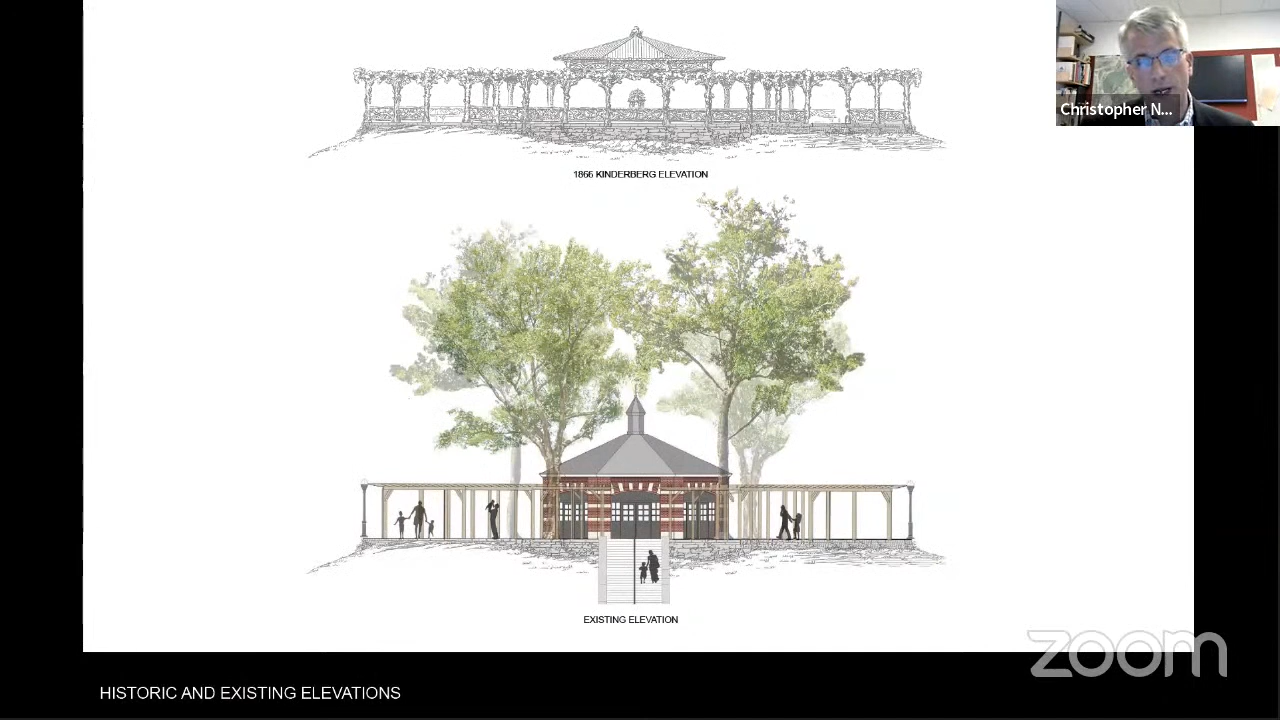 Christopher N...
1866 KINDERBERG ELEVATION
EXISTING ELEVATION
zoom
HISTORIC AND EXISTING ELEVATIONS